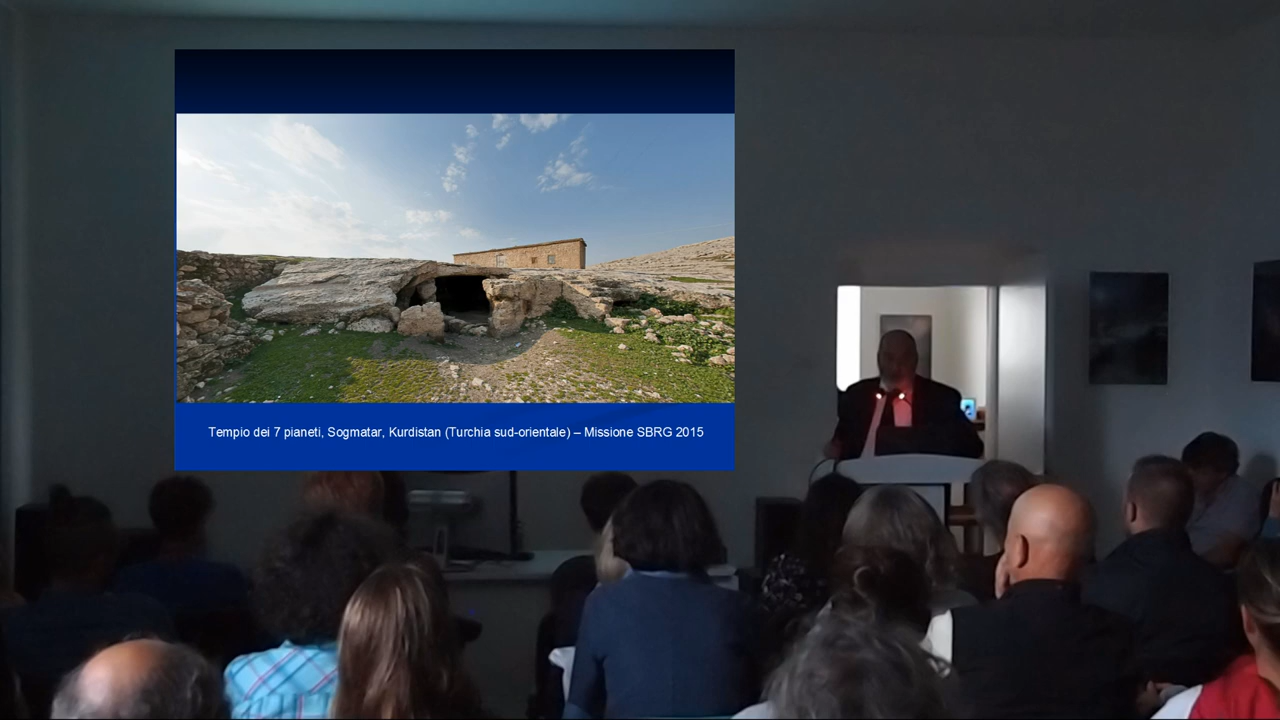 Tempio dei 7 pianeti, Sogmatar, Kurdistan (Turchia sud-orientale) – Missione SBRG 2015